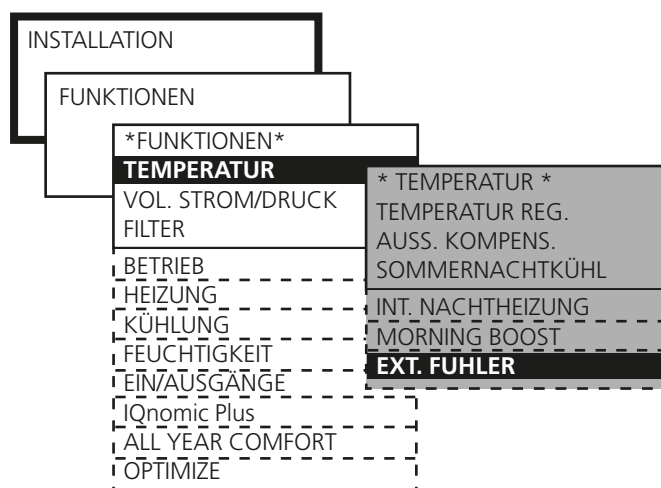 INSTALLATION
FUNKTIONEN
*FUNKTIONEN*
TEMPERATUR
VOL. STROM/DRUCK
FILTER
BETRIEB
HEIZUNG
KÜHLUNG
FEUCHTIGKEIT
EIN/AUSGÄNGE
IQnomic Plus
ALL YEAR COMFORT
OPTIMIZE
* TEMPERATUR *
TEMPERATUR REG.
AUSS. KOMPENS.
SOMMERNACHTKÜHL
INT. NACHTHEIZUNG
MORNING BOOST
EXT. FUHLER